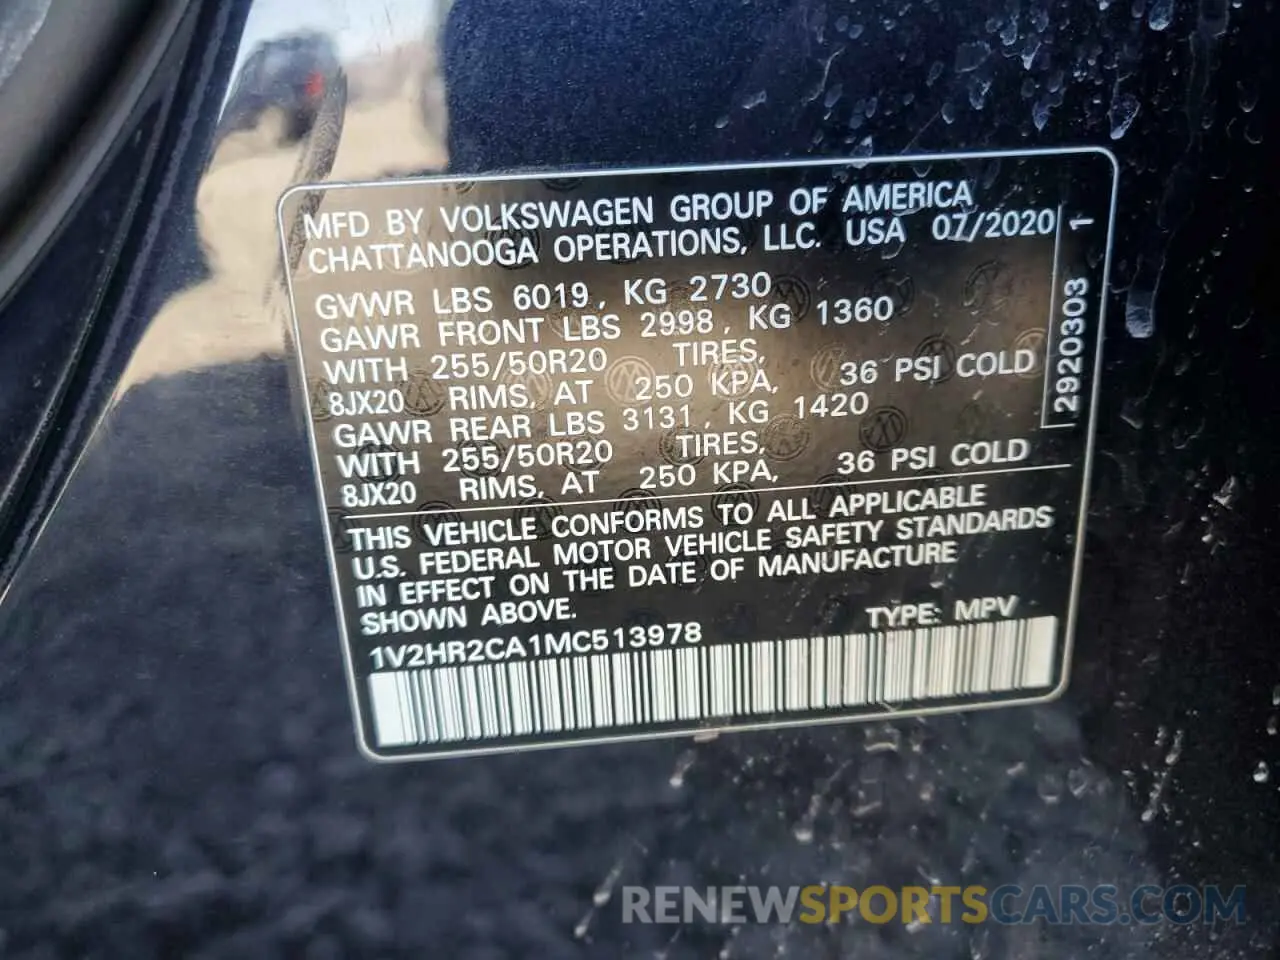 MFD BY VOLKSWAGEN GROUP OF AMERICA
CHATTANOOGA OPERATIONS, LLC. USA 07/2020
GVWR LBS 6019, KG 2730
GAWR FRONT LBS 2998, KG 1360
WITH 255/50R20 TIRES,
8JX20 RIMS, AT 250 KPA, 36 PSI COLD
GAWR REAR LBS 3131, KG 1420
WITH 255/50R20 TIRES,
8JX20 RIMS, AT 250 KPA, 36 PSI COLD
THIS VEHICLE CONFORMS TO ALL APPLICABLE
U.S. FEDERAL MOTOR VEHICLE SAFETY STANDARDS
IN EFFECT ON THE DATE OF MANUFACTURE
SHOWN ABOVE.
TYPE: MPV
1V2HR2CA1MC513978
2920303 1
RENEWSPORTSCARS.COM